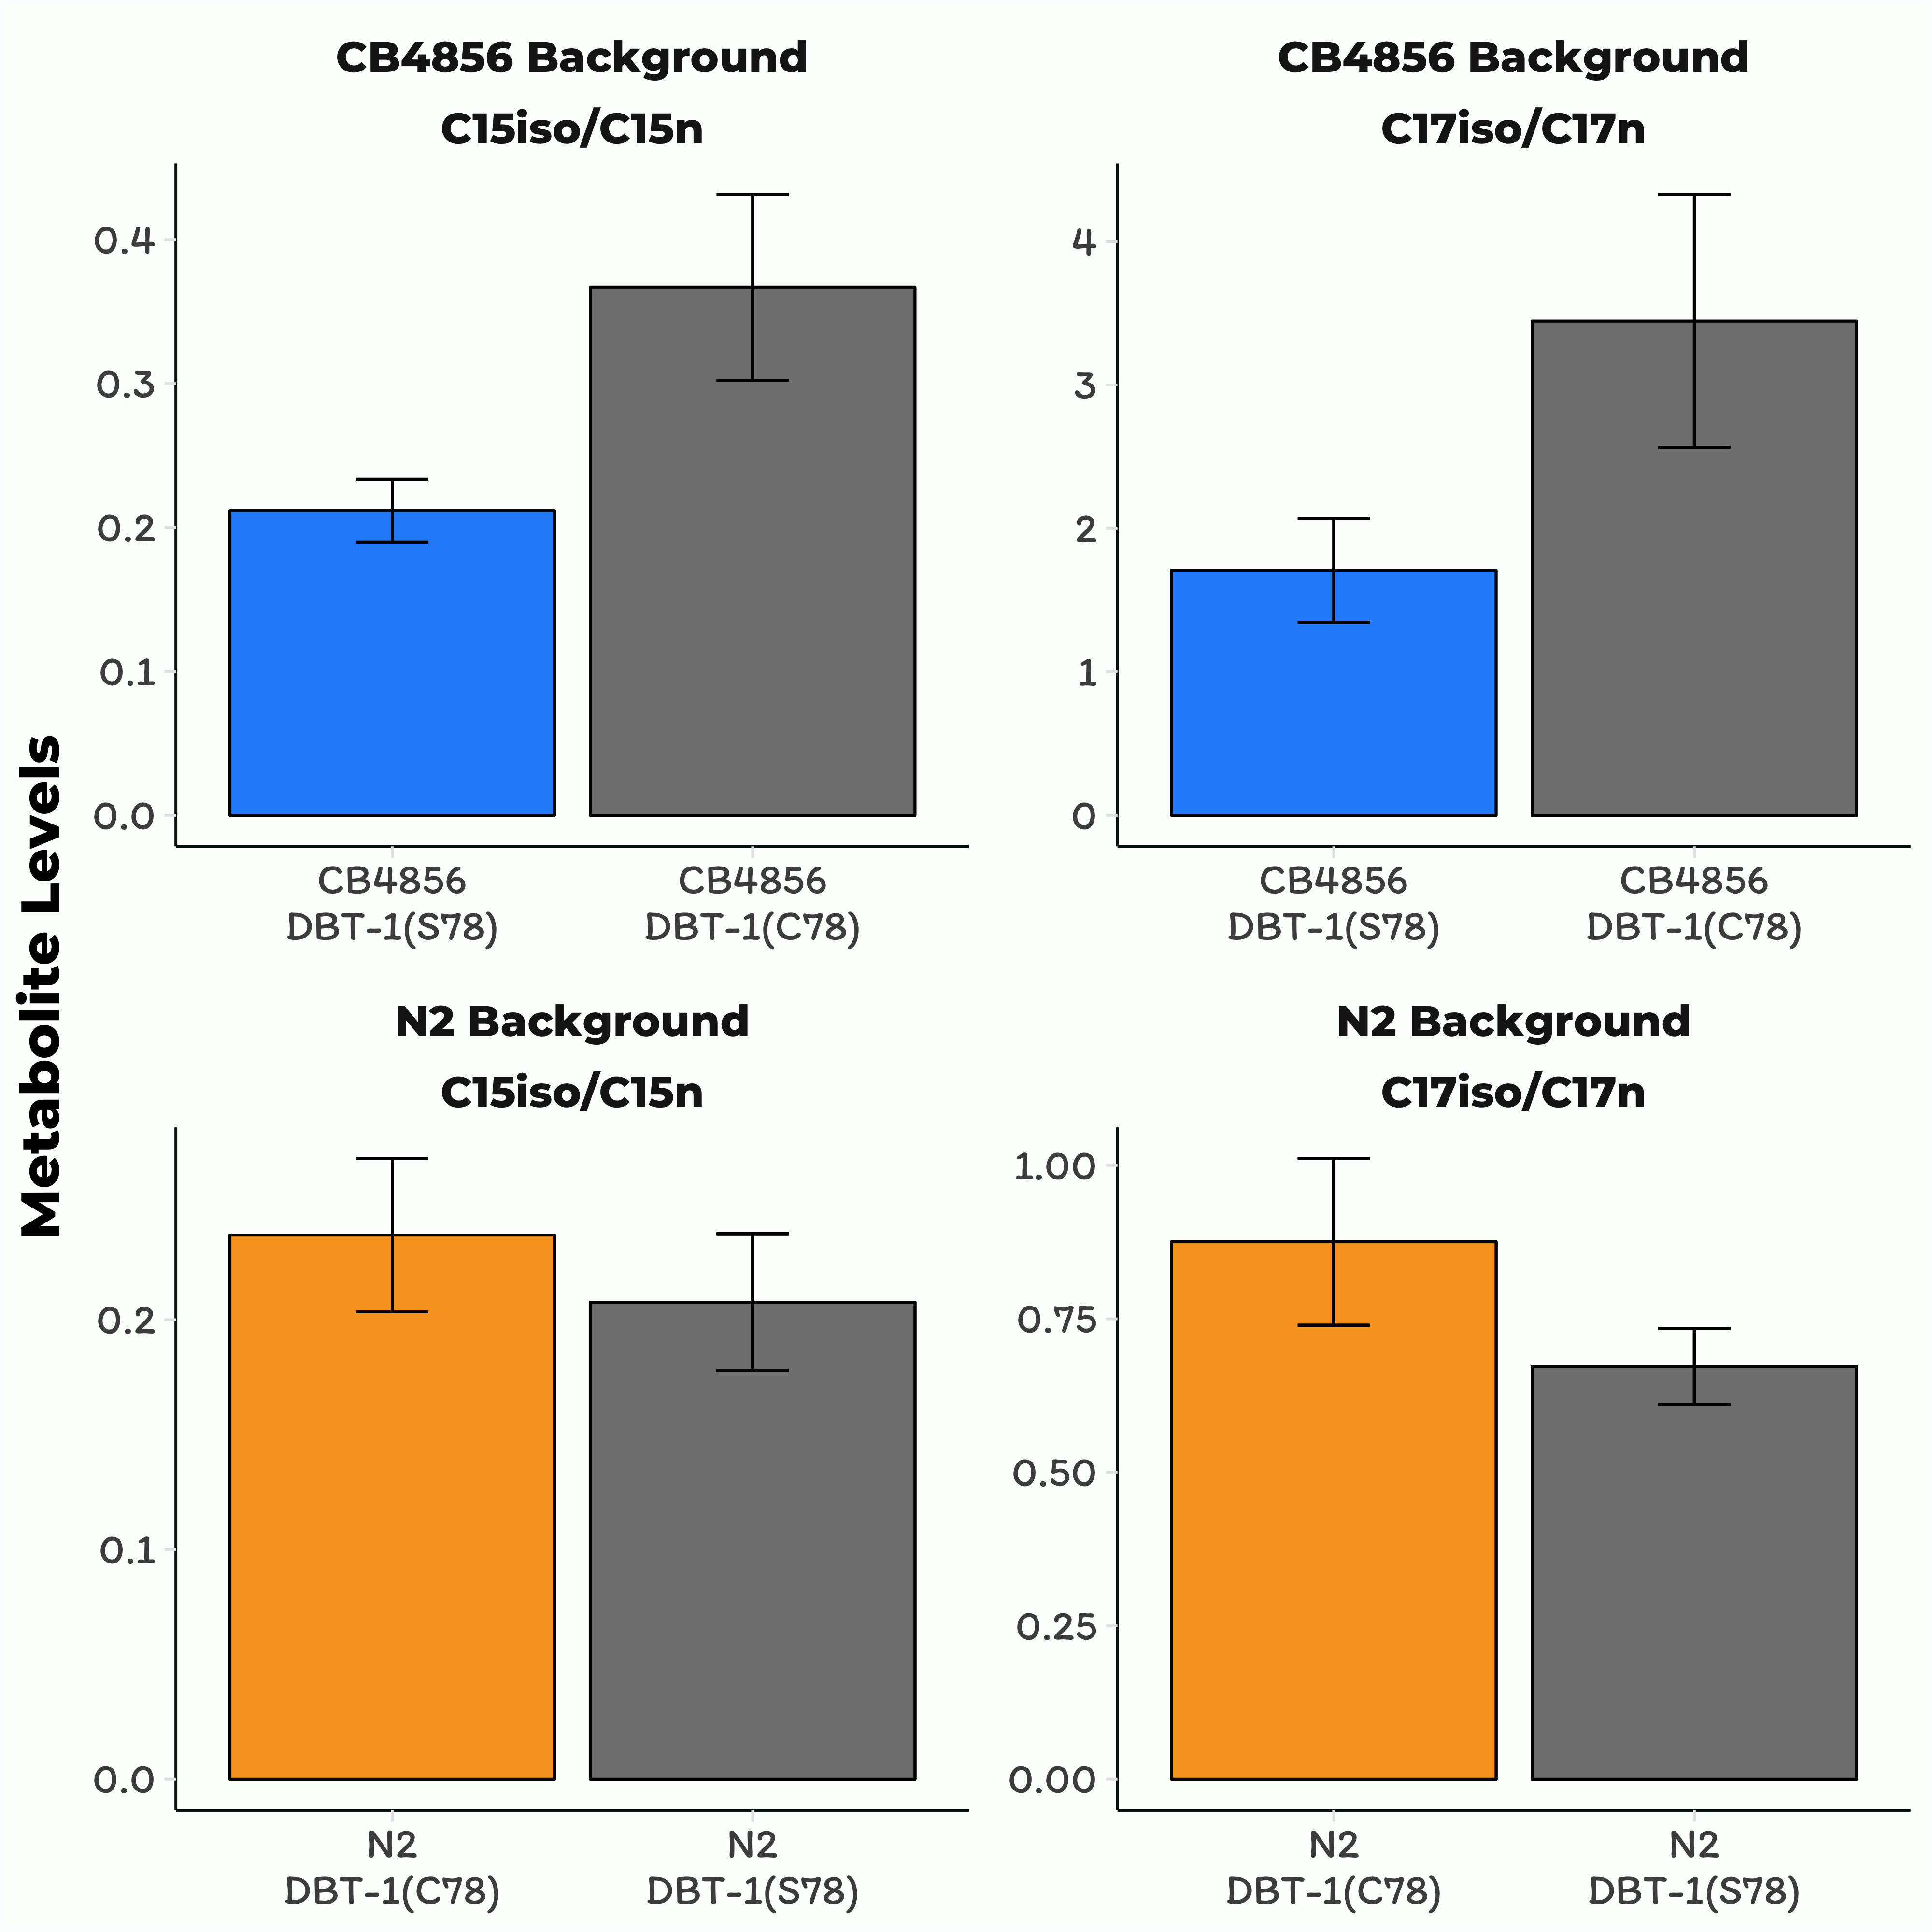 CB4856 Background
C15iso/C15n
0.4
0.3
0.2
0.1
0.0
CB4856
DBT-1(S78)
CB4856
DBT-1(C78)
CB4856 Background
C17iso/C17n
4
3
2
1
0
CB4856
DBT-1(S78)
CB4856
DBT-1(C78)
Metabolite Levels
N2 Background
C15iso/C15n
0.2
0.1
0.0
N2
DBT-1(C78)
N2
DBT-1(S78)
N2 Background
C17iso/C17n
1.00
0.75
0.50
0.25
0.00
N2
DBT-1(C78)
N2
DBT-1(S78)